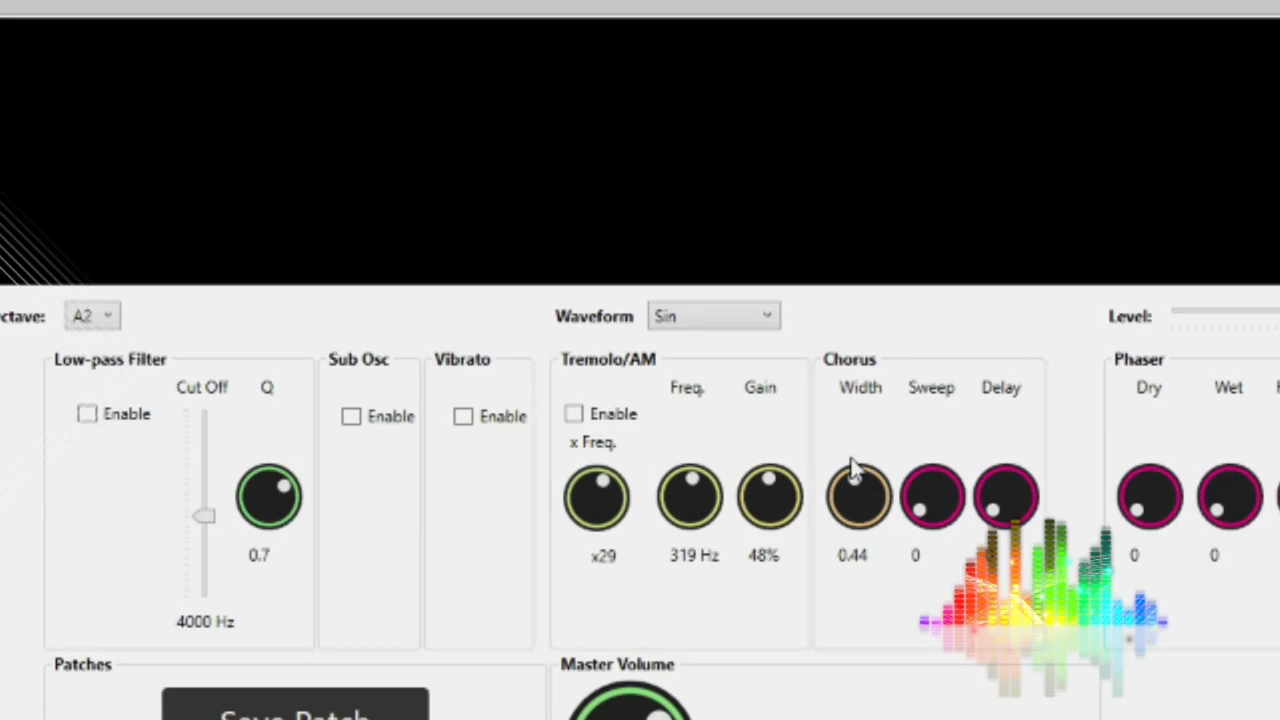 ctave: A2 Waveform Sin Level:
Low-pass Filter Sub Osc Vibrato Tremolo/AM Chorus Phaser
Cut Off Q Freq. Gain Width Sweep Delay Dry Wet
Enable Enable Enable Enable
x Freq.
0.7 x29 319 Hz 48% 0.44 0 0 0
4000 Hz
Patches Master Volume
Save Patch